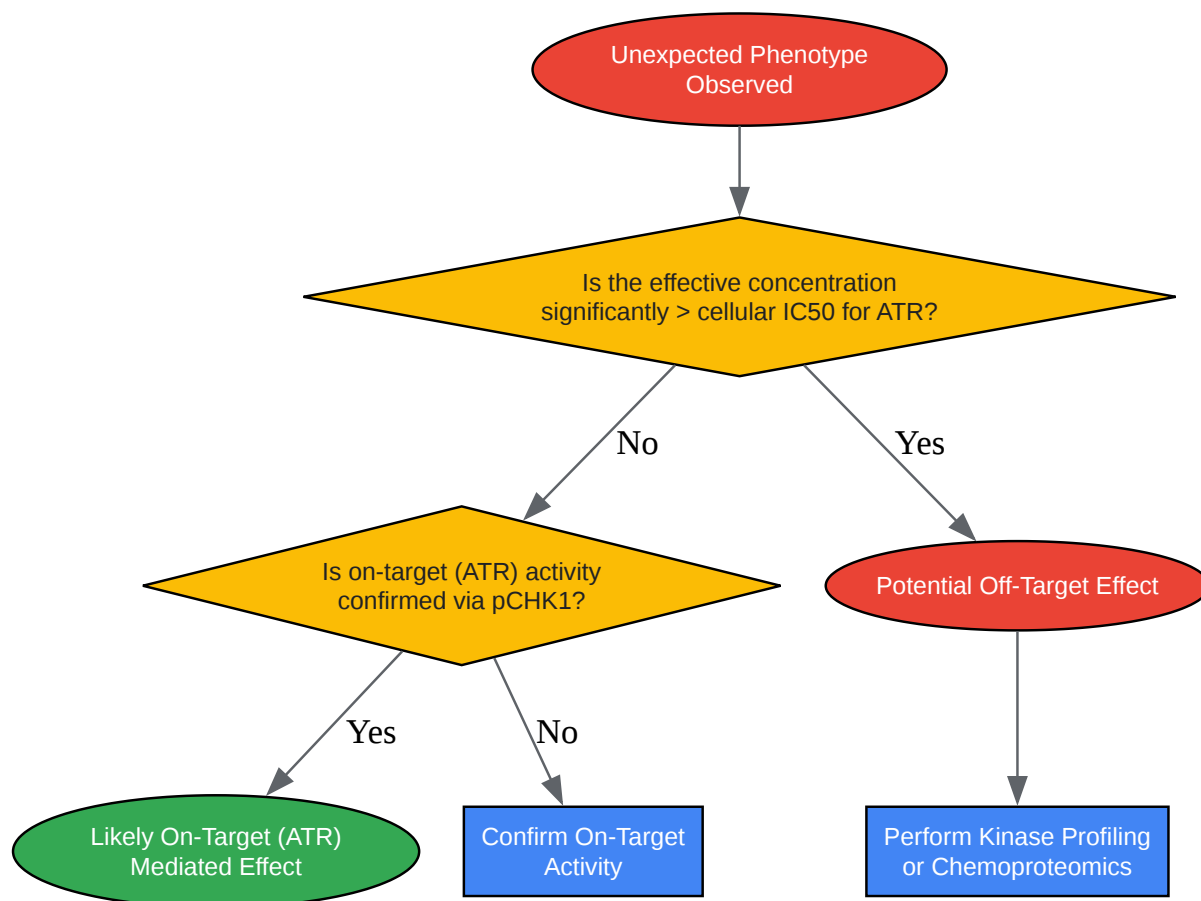 Unexpected Phenotype
Observed
Is the effective concentration
significantly > cellular IC50 for ATR?
No
Yes
Is on-target (ATR) activity
confirmed via pCHK1?
Potential Off-Target Effect
Yes
No
Likely On-Target (ATR)
Mediated Effect
Confirm On-Target
Activity
Perform Kinase Profiling
or Chemoproteomics